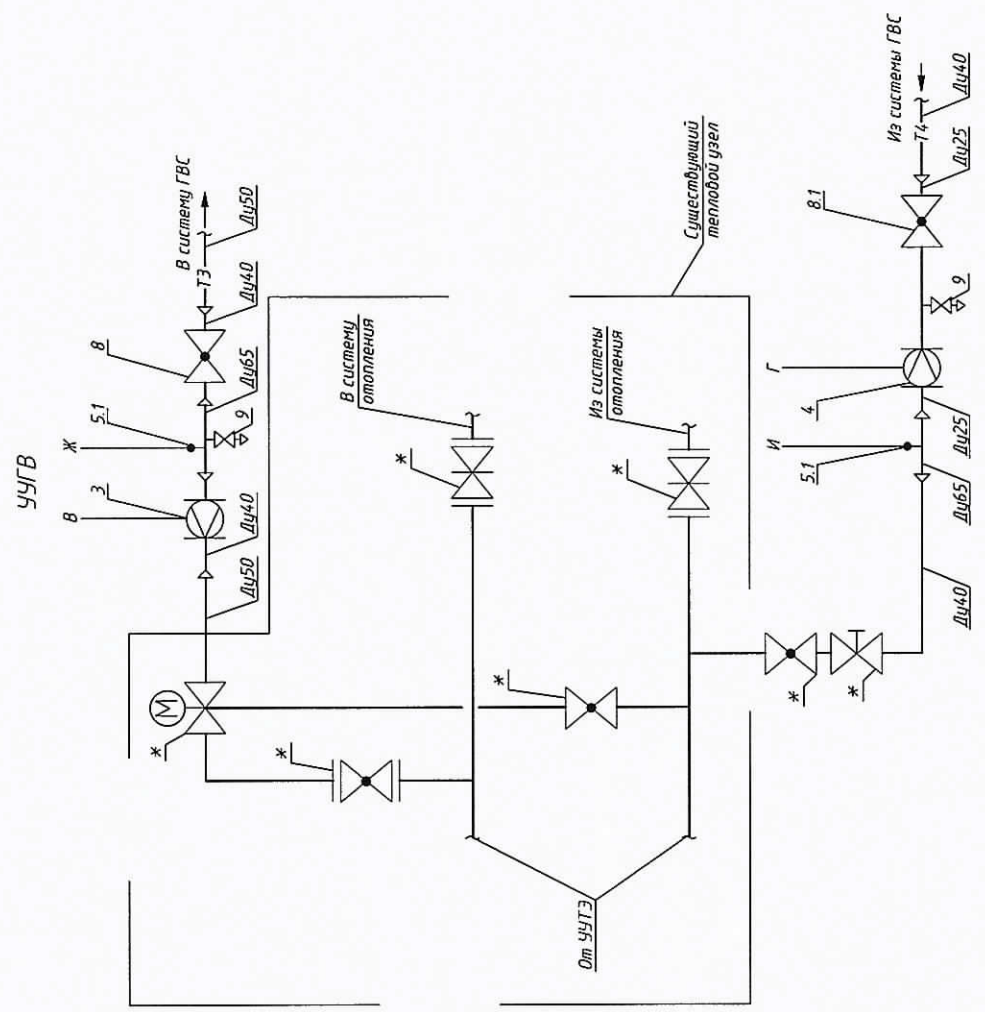 УУГВ
В
3
Ж
5.1
8
В систему ГВС
Т3
Ду50
Ду40
Ду65
9
Ду40
Ду50
М
*
*
В систему
отопления
*
Существующий
тепловой узел
Из системы
отопления
*
*
От УУТЭ
Из системы ГВС
Т4
Ду40
Ду25
8.1
9
Г
4
И
5.1
Ду25
Ду65
Ду40
*
*